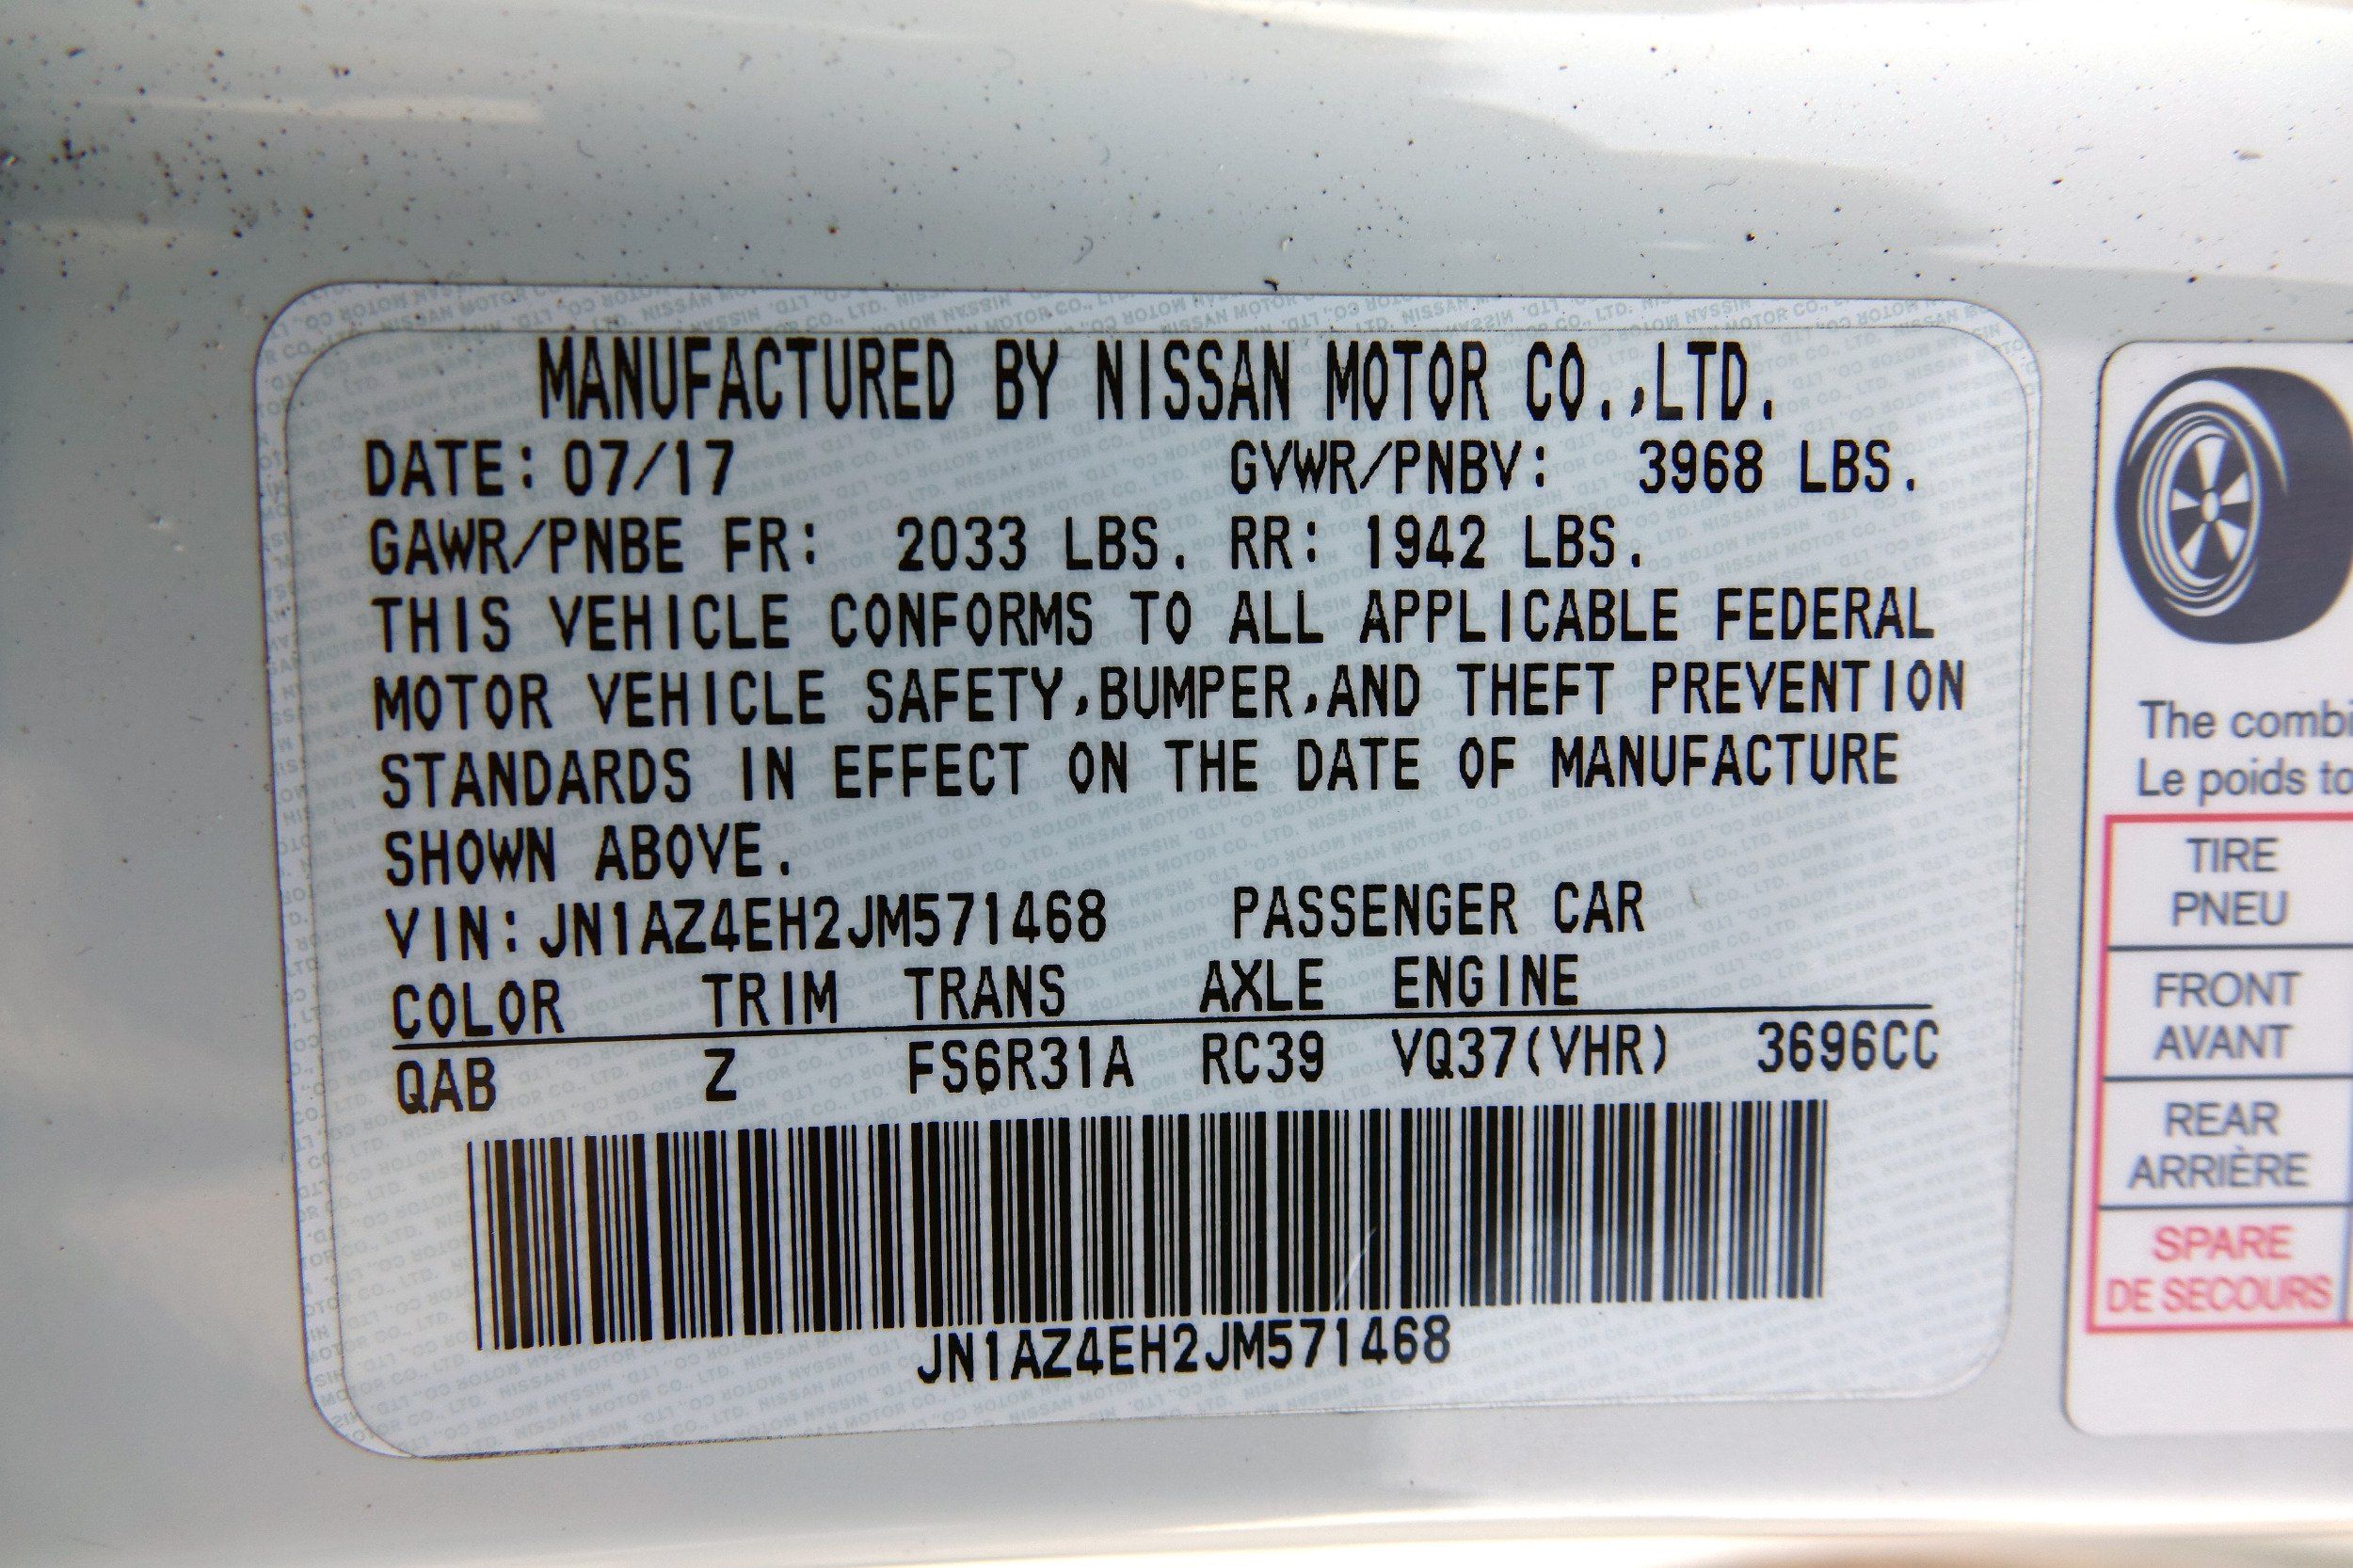 MANUFACTURED BY NISSAN MOTOR CO.,LTD.
DATE: 07/17 GVWR/PNBV: 3968 LBS.
GAWR/PNBE FR: 2033 LBS. RR: 1942 LBS.
THIS VEHICLE CONFORMS TO ALL APPLICABLE FEDERAL
MOTOR VEHICLE SAFETY,BUMPER,AND THEFT PREVENTION
STANDARDS IN EFFECT ON THE DATE OF MANUFACTURE
SHOWN ABOVE.
VIN:JN1AZ4EH2JM571468 PASSENGER CAR
COLOR TRIM TRANS AXLE ENGINE
QAB Z FS6R31A RC39 VQ37(VHR) 3696CC
JN1AZ4EH2JM571468
The
Le poids
TIRE
PNEU
FRONT
AVANT
REAR
ARRIÈRE
SPARE
DE SECOURS